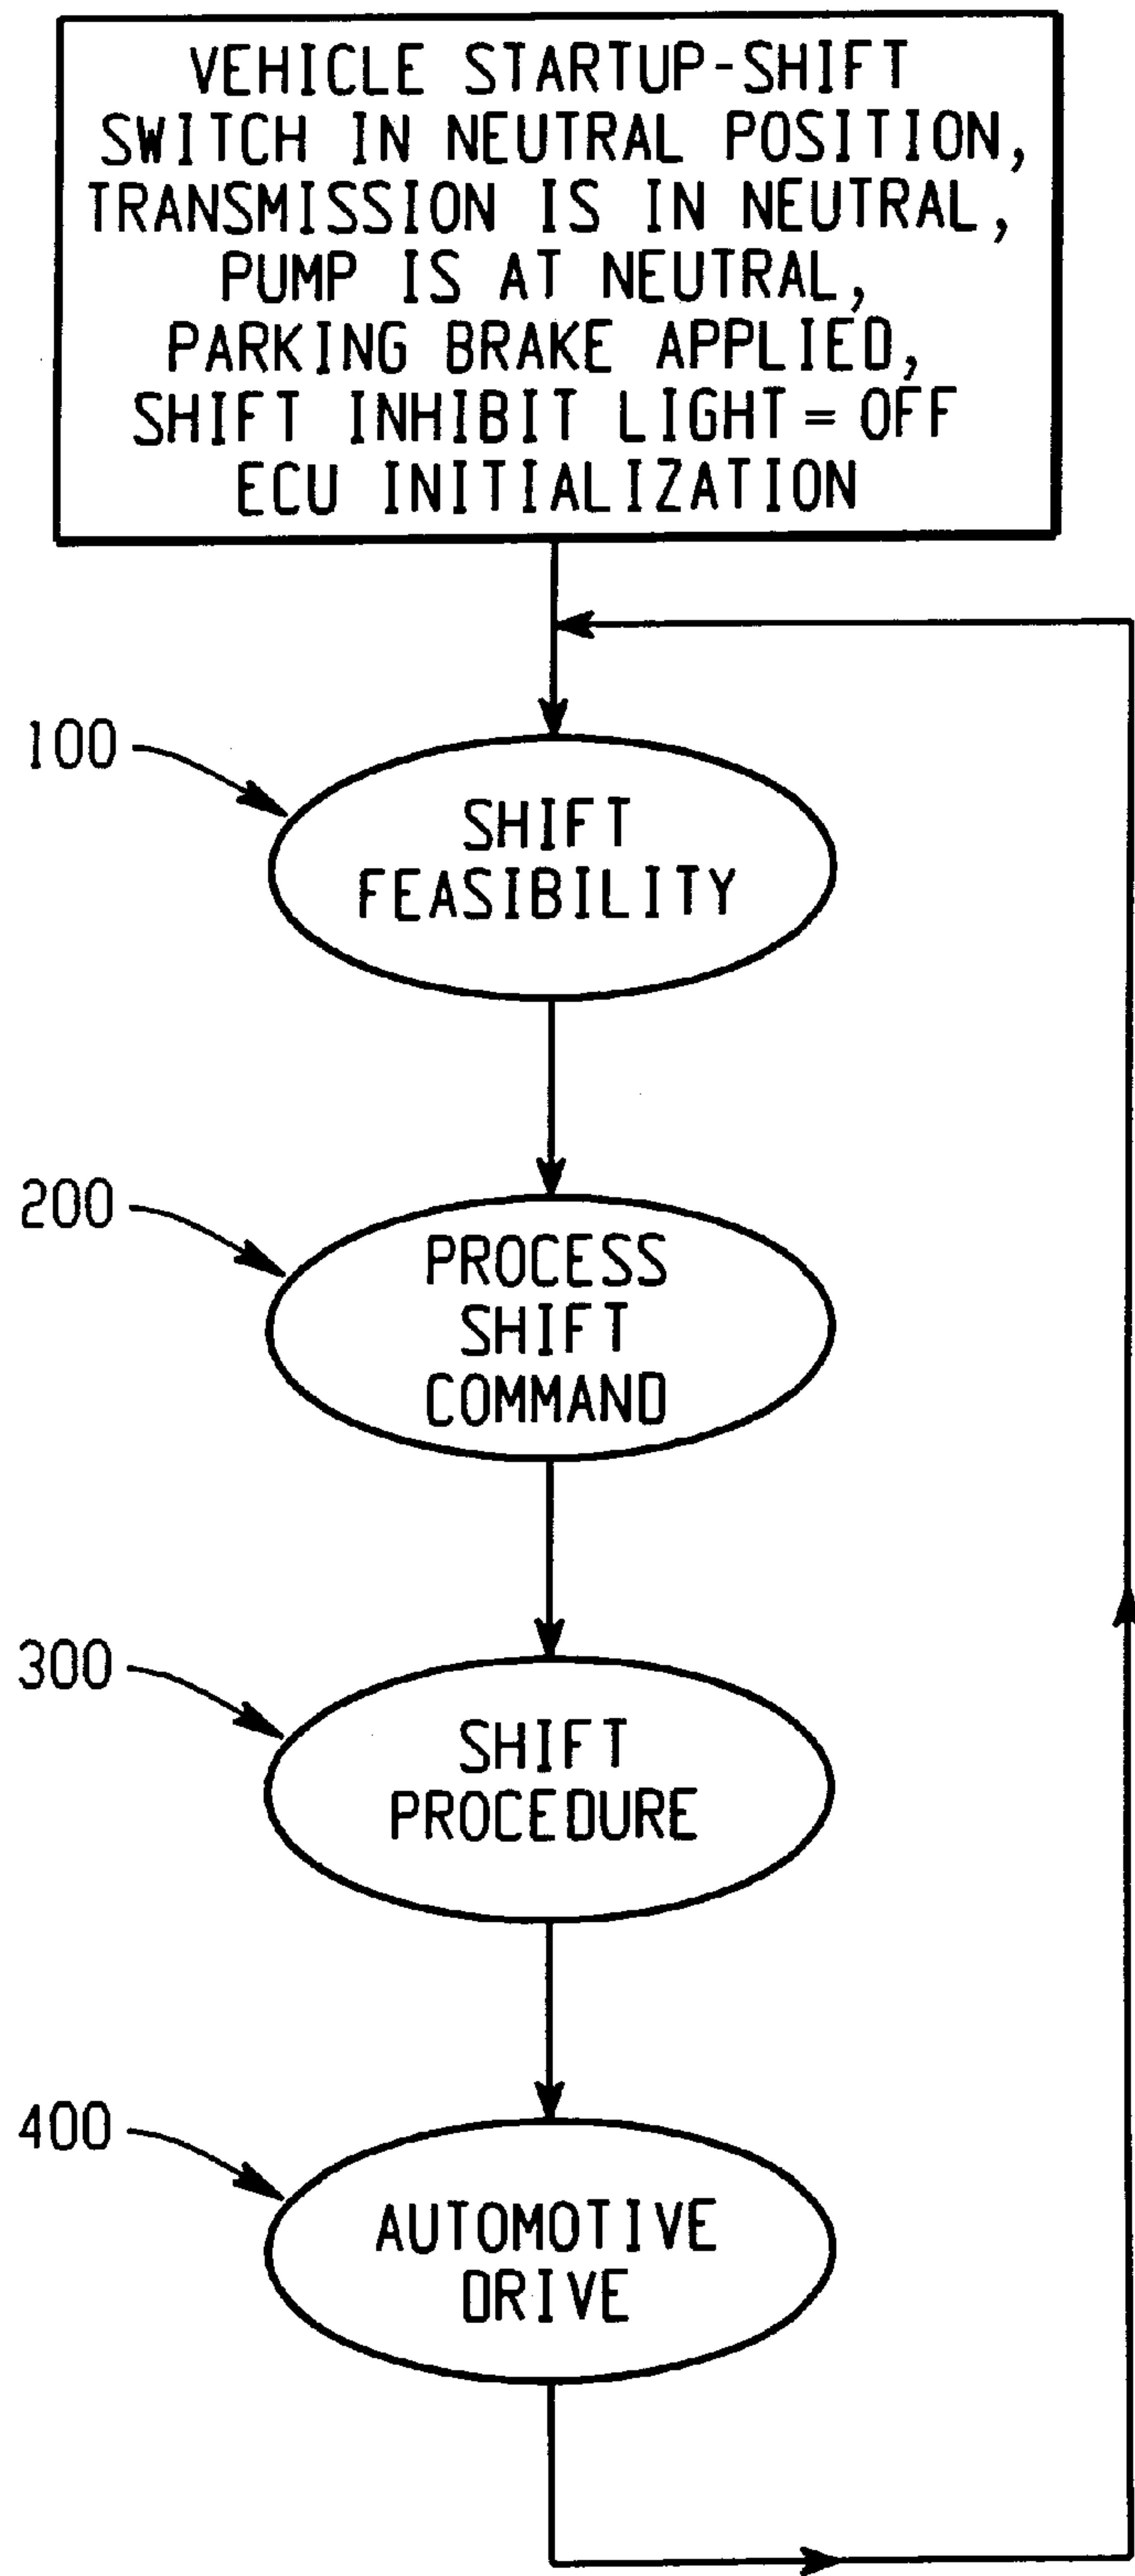 VEHICLE STARTUP-SHIFT
SWITCH IN NEUTRAL POSITION,
TRANSMISSION IS IN NEUTRAL,
PUMP IS AT NEUTRAL,
PARKING BRAKE APPLIED,
SHIFT INHIBIT LIGHT = OFF
ECU INITIALIZATION
100
SHIFT
FEASIBILITY
200
PROCESS
SHIFT
COMMAND
300
SHIFT
PROCEDURE
400
AUTOMOTIVE
DRIVE